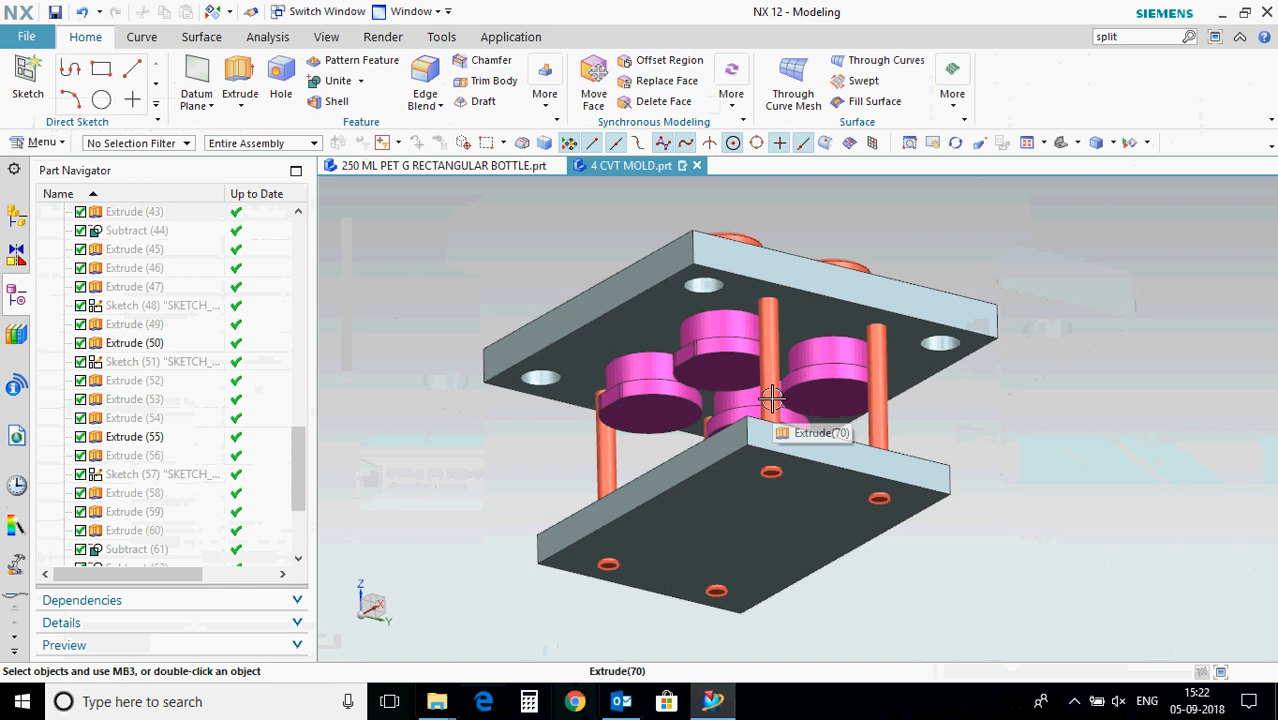 NX Switch Window Window NX 12 - Modeling SIEMENS
File Home Curve Surface Analysis View Render Tools Application split
Sketch
Direct Sketch
Datum Plane Extrude Hole Pattern Feature Unite Shell Edge Blend Chamfer Trim Body Draft More
Feature
Move Face Offset Region Replace Face Delete Face More
Synchronous Modeling
Through Curve Mesh Through Curves Swept Fill Surface More
Surface
Menu No Selection Filter Entire Assembly
Part Navigator 250 ML PET G RECTANGULAR BOTTLE.prt 4 CVT MOLD.prt
Name Up to Date
Extrude (43)
Subtract (44)
Extrude (45)
Extrude (46)
Extrude (47)
Sketch (48) "SKETCH_...
Extrude (49)
Extrude (50)
Sketch (51) "SKETCH_...
Extrude (52)
Extrude (53)
Extrude (54)
Extrude (55)
Extrude (56)
Sketch (57) "SKETCH_...
Extrude (58)
Extrude (59)
Extrude (60)
Subtract (61)
Extrude(70)
Z
X
Y
Dependencies
Details
Preview
Select objects and use MB3, or double-click an object Extrude(70)
Type here to search ENG 15:22
05-09-2018